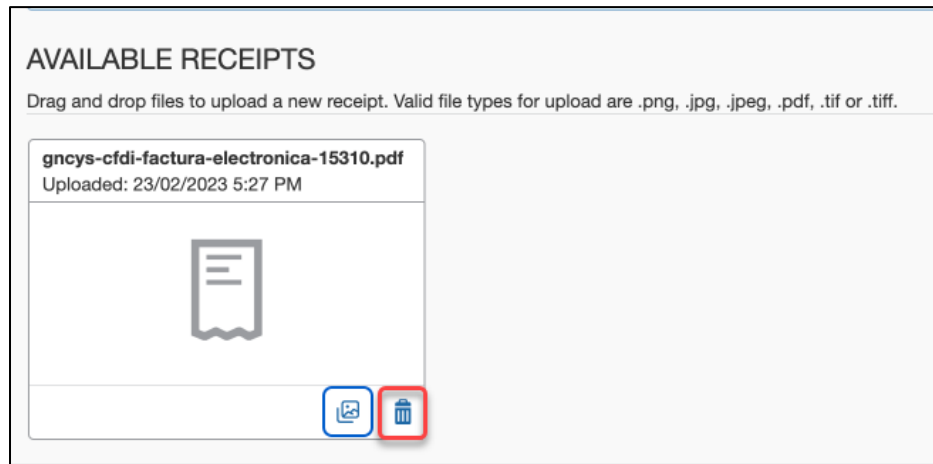 AVAILABLE RECEIPTS
Drag and drop files to upload a new receipt. Valid file types for upload are .png, .jpg, .jpeg, .pdf, .tif or .tiff.
gncys-cfdi-factura-electronica-15310.pdf
Uploaded: 23/02/2023 5:27 PM